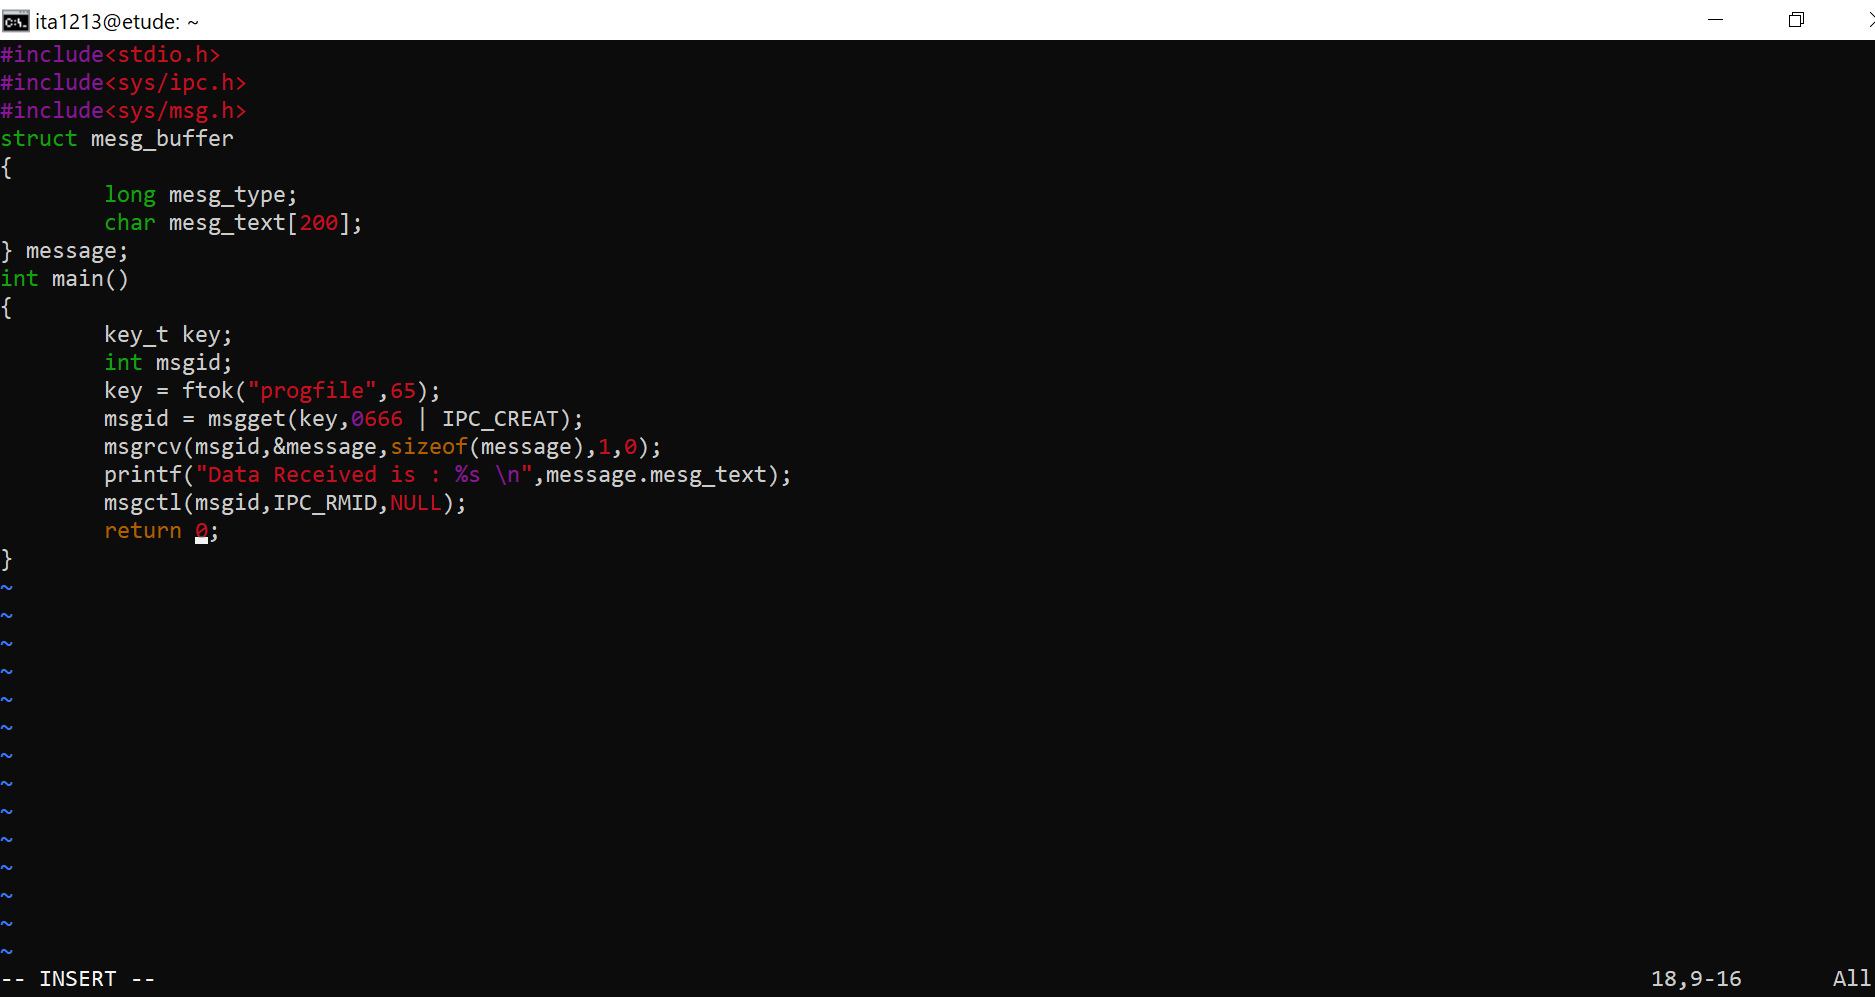 ita1213@etude: ~
#include<stdio.h>
#include<sys/ipc.h>
#include<sys/msg.h>
struct mesg_buffer
{
        long mesg_type;
        char mesg_text[200];
} message;
int main()
{
        key_t key;
        int msgid;
        key = ftok("progfile",65);
        msgid = msgget(key,0666 | IPC_CREAT);
        msgrcv(msgid,&message,sizeof(message),1,0);
        printf("Data Received is : %s \n",message.mesg_text);
        msgctl(msgid,IPC_RMID,NULL);
        return 0;
}
~
~
~
~
~
~
~
~
~
~
~
~
~
~
-- INSERT -- 18,9-16 All